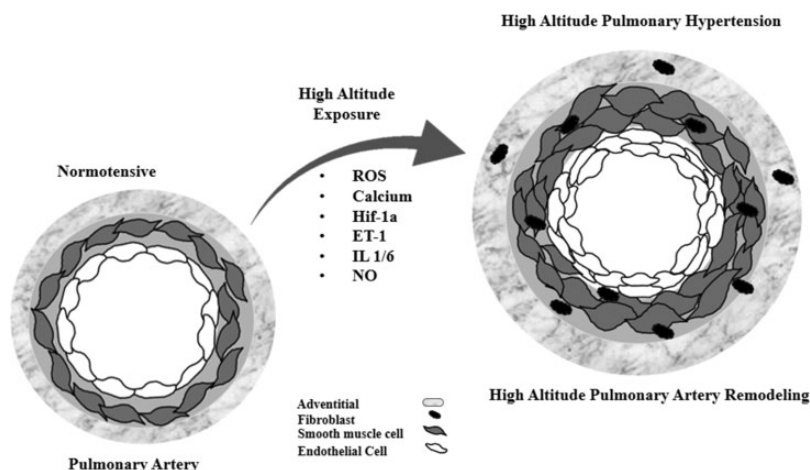 High Altitude Pulmonary Hypertension
High Altitude
Exposure
Normotensive
• ROS
• Calcium
• Hif-1a
• ET-1
• IL 1/6
• NO
High Altitude Pulmonary Artery Remodeling
Adventitial
Fibroblast
Smooth muscle cell
Endothelial Cell
Pulmonary Artery